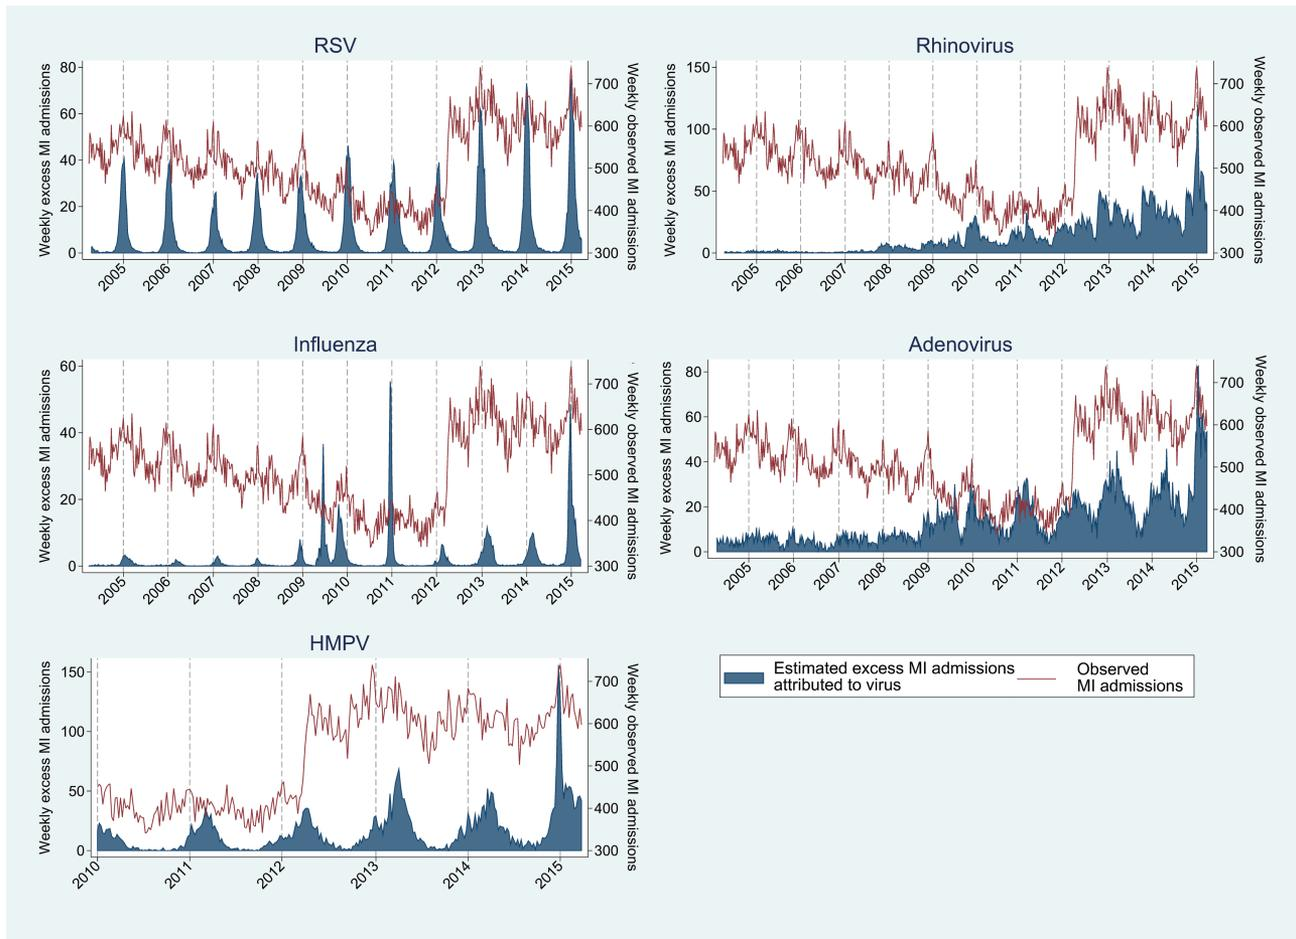 RSV
Weekly excess MI admissions
80
60
40
20
0
700
600
500
400
300
Weekly observed MI admissions
2005 2006 2007 2008 2009 2010 2011 2012 2013 2014 2015
Rhinovirus
Weekly excess MI admissions
150
100
50
0
700
600
500
400
300
Weekly observed MI admissions
2005 2006 2007 2008 2009 2010 2011 2012 2013 2014 2015
Influenza
Weekly excess MI admissions
60
40
20
0
700
600
500
400
300
Weekly observed MI admissions
2005 2006 2007 2008 2009 2010 2011 2012 2013 2014 2015
Adenovirus
Weekly excess MI admissions
80
60
40
20
0
700
600
500
400
300
Weekly observed MI admissions
2005 2006 2007 2008 2009 2010 2011 2012 2013 2014 2015
HMPV
Weekly excess MI admissions
150
100
50
0
700
600
500
400
300
Weekly observed MI admissions
2010 2011 2012 2013 2014 2015
Estimated excess MI admissions
attributed to virus
Observed
MI admissions